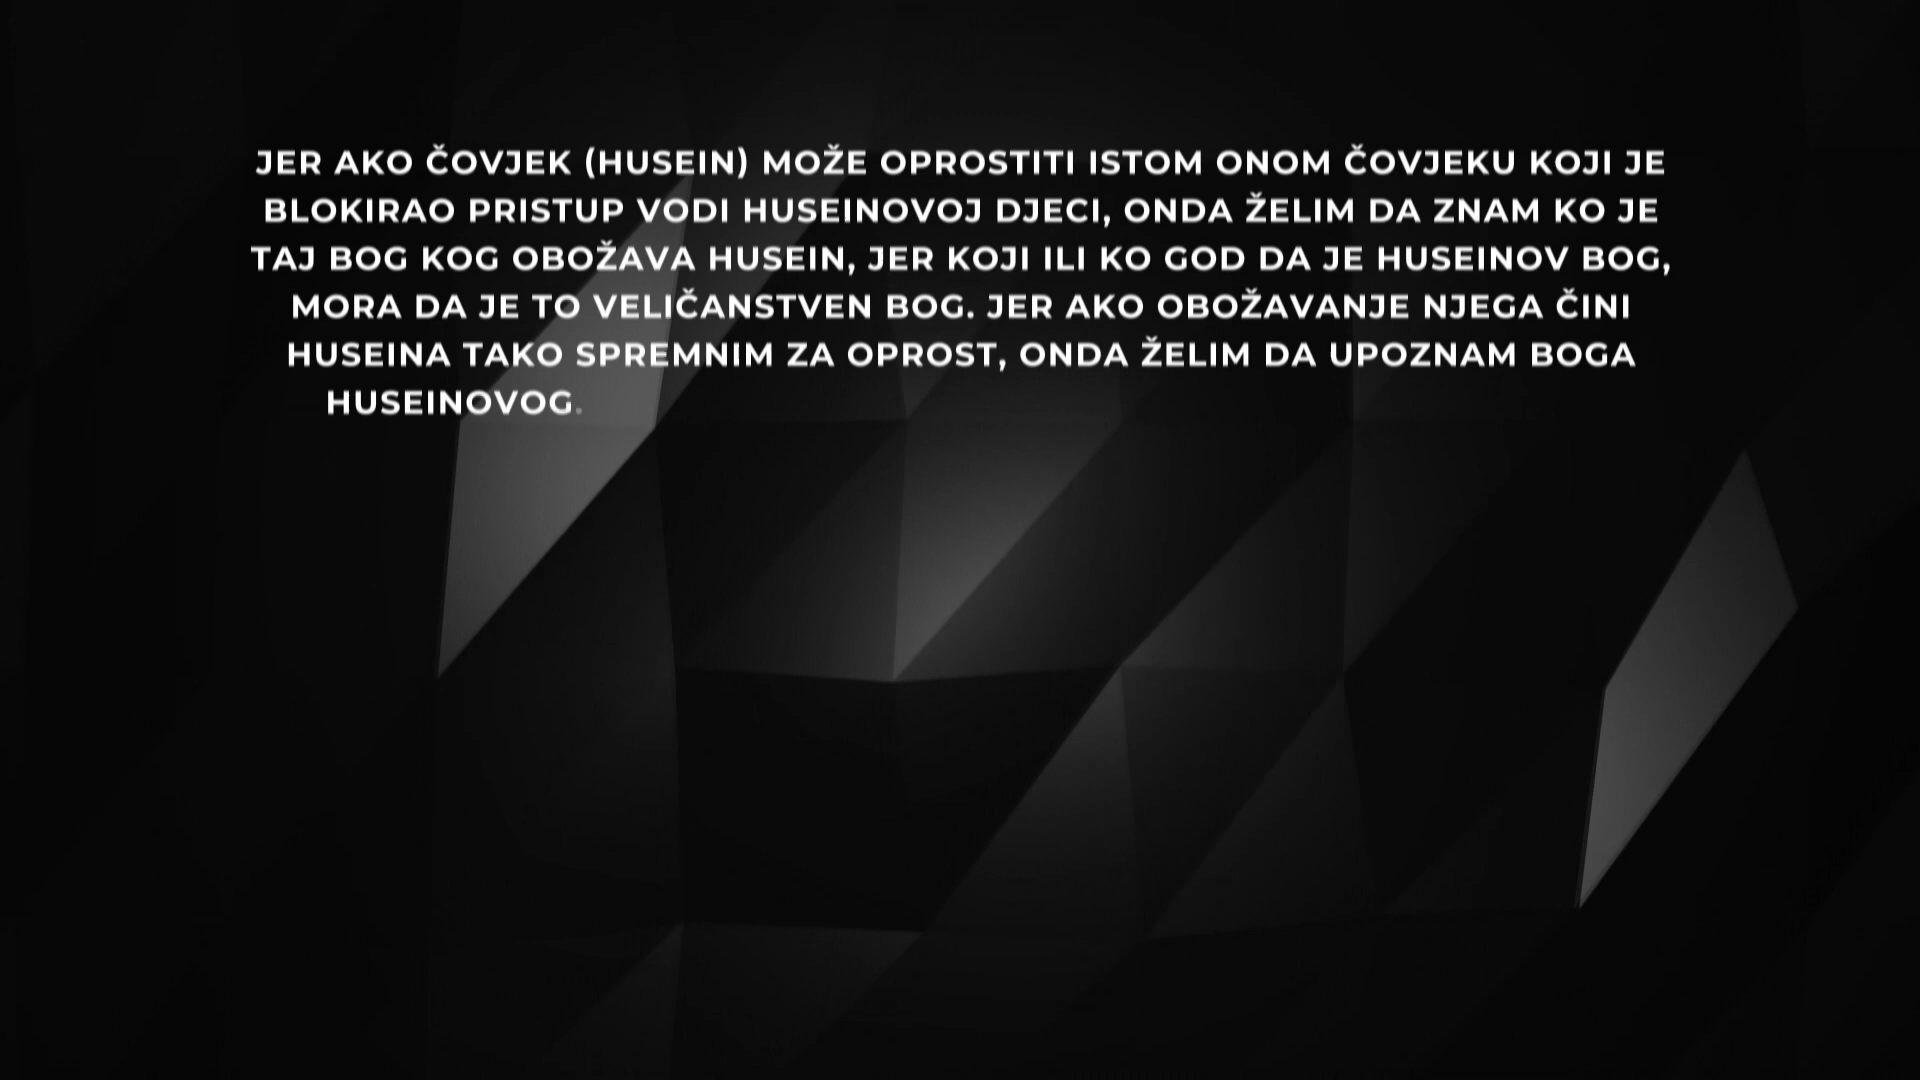 JER AKO ČOVJEK (HUSEIN) MOŽE OPROSTITI ISTOM ONOM ČOVJEKU KOJI JE
BLOKIRAO PRISTUP VODI HUSEINOVOJ DJECI, ONDA ŽELIM DA ZNAM KO JE
TAJ BOG KOG OBOŽAVA HUSEIN, JER KOJI ILI KO GOD DA JE HUSEINOV BOG,
MORA DA JE TO VELIČANSTVEN BOG. JER AKO OBOŽAVANJE NJEGA ČINI
HUSEINA TAKO SPREMNIM ZA OPROST, ONDA ŽELIM DA UPOZNAM BOGA
HUSEINOVOG.